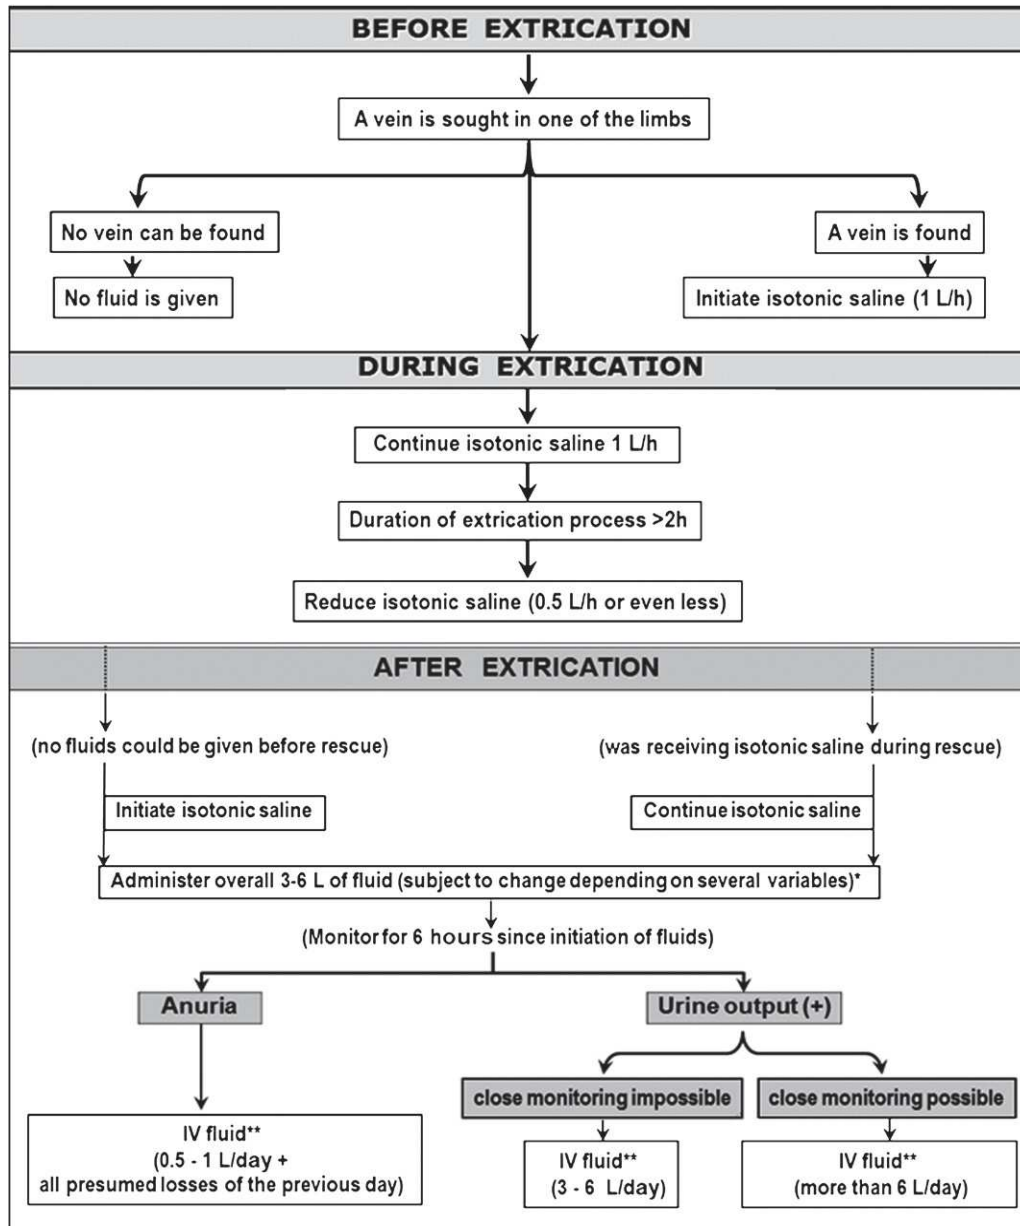 BEFORE EXTRICATION
A vein is sought in one of the limbs
No vein can be found
A vein is found
No fluid is given
Initiate isotonic saline (1 L/h)
DURING EXTRICATION
Continue isotonic saline 1 L/h
Duration of extrication process >2h
Reduce isotonic saline (0.5 L/h or even less)
AFTER EXTRICATION
(no fluids could be given before rescue)
(was receiving isotonic saline during rescue)
Initiate isotonic saline
Continue isotonic saline
Administer overall 3-6 L of fluid (subject to change depending on several variables)*
(Monitor for 6 hours since initiation of fluids)
Anuria
Urine output (+)
close monitoring impossible
close monitoring possible
IV fluid**
(0.5 - 1 L/day +
all presumed losses of the previous day)
IV fluid**
(3 - 6 L/day)
IV fluid**
(more than 6 L/day)